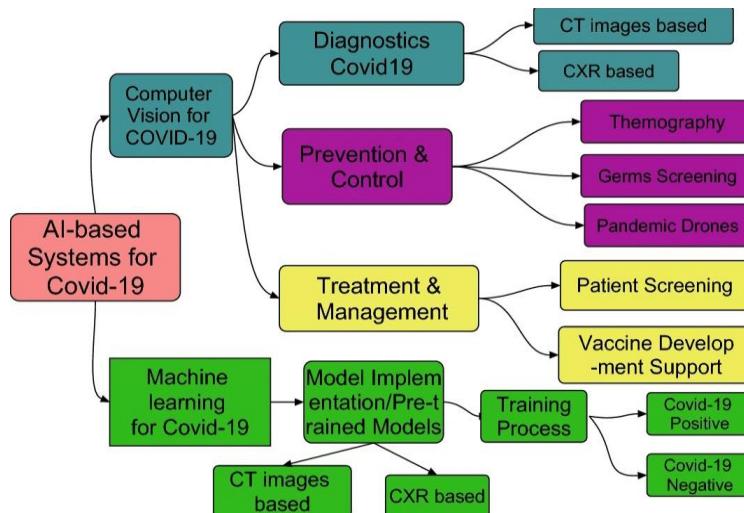 Diagnostics
Covid19
CT images based
CXR based
Computer
Vision for
COVID-19
Prevention &
Control
Themography
Germs Screening
Pandemic Drones
AI-based
Systems for
Covid-19
Treatment &
Management
Patient Screening
Vaccine Develop
-ment Support
Machine
learning
for Covid-19
Model Implem
entation/Pre-t
rained Models
Training
Process
Covid-19
Positive
Covid-19
Negative
CT images
based
CXR based